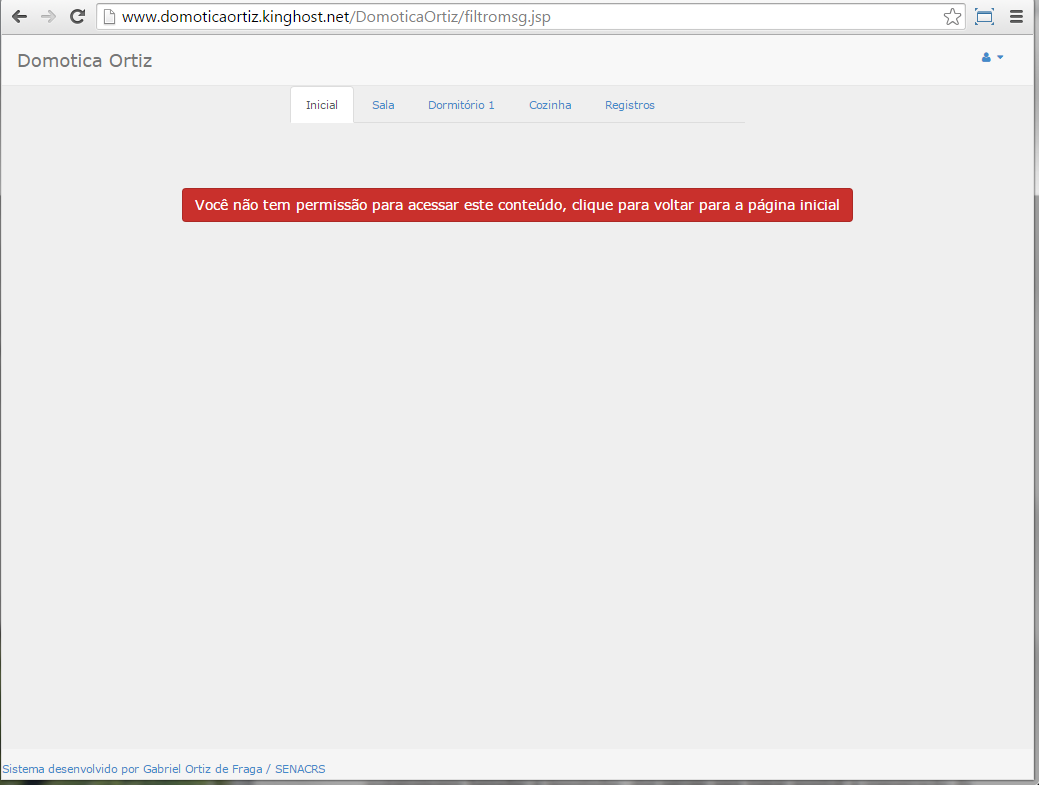 www.domoticaortiz.kinghost.net/DomoticaOrtiz/filtromsg.jsp
Domotica Ortiz
Inicial Sala Dormitório 1 Cozinha Registros
Você não tem permissão para acessar este conteúdo, clique para voltar para a página inicial
Sistema desenvolvido por Gabriel Ortiz de Fraga / SENACRS